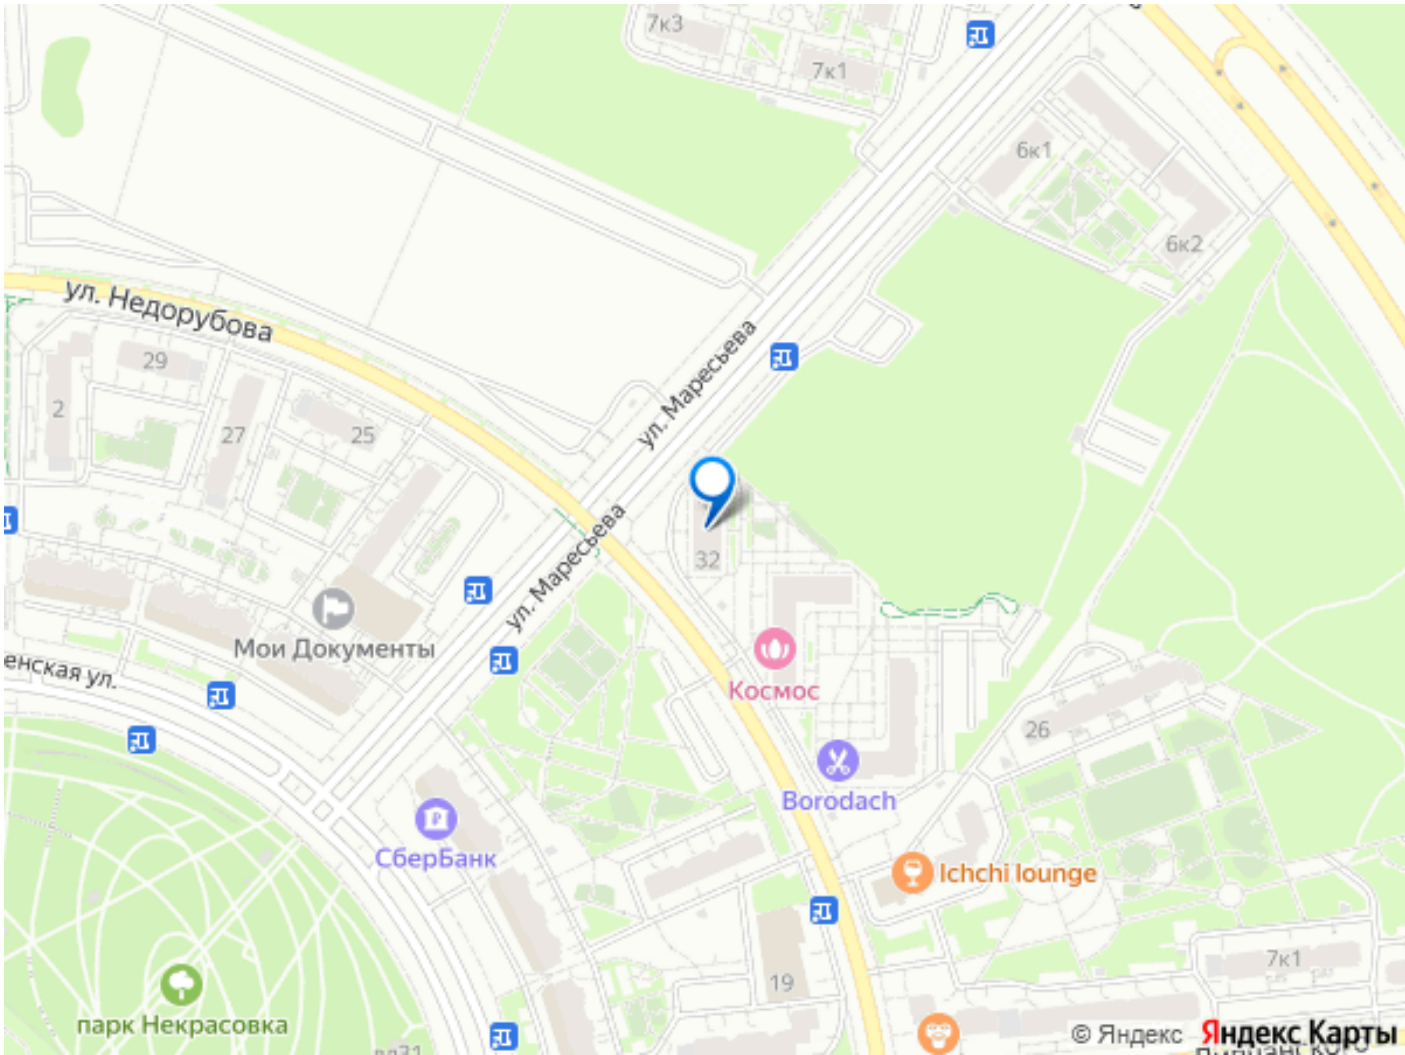 7к3
7к1
6к1
6к2
ул. Недорубова
ул. Маресьева
29
2
27
25
ул. Маресьева
32
Мои Документы
енская ул.
Космос
26
Borodach
СберБанк
Ichchi lounge
19
7к1
парк Некрасовка
© Яндекс
Яндекс Карты